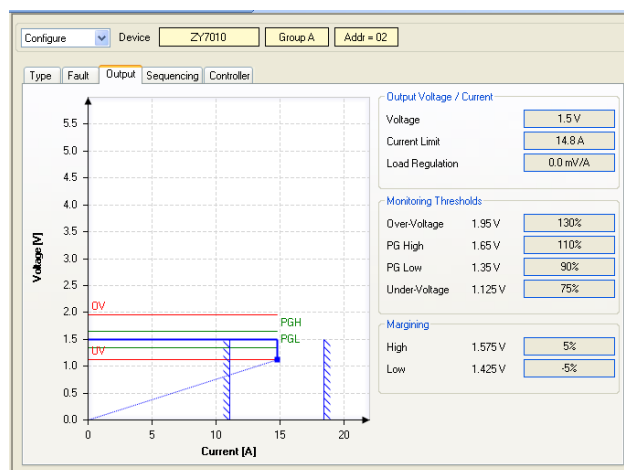 Configure Device ZY7010 Group A Addr = 02
Type Fault Output Sequencing Controller
Voltage [V]
5.5
5.0
4.5
4.0
3.5
3.0
2.5
2.0
1.5
1.0
0.5
0.0
OV
PGH
PGL
UV
0 5 10 15 20
Current [A]
Output Voltage / Current
Voltage 1.5 V
Current Limit 14.8 A
Load Regulation 0.0 mV/A
Monitoring Thresholds
Over-Voltage 1.95 V 130%
PG High 1.65 V 110%
PG Low 1.35 V 90%
Under-Voltage 1.125 V 75%
Margining
High 1.575 V 5%
Low 1.425 V -5%